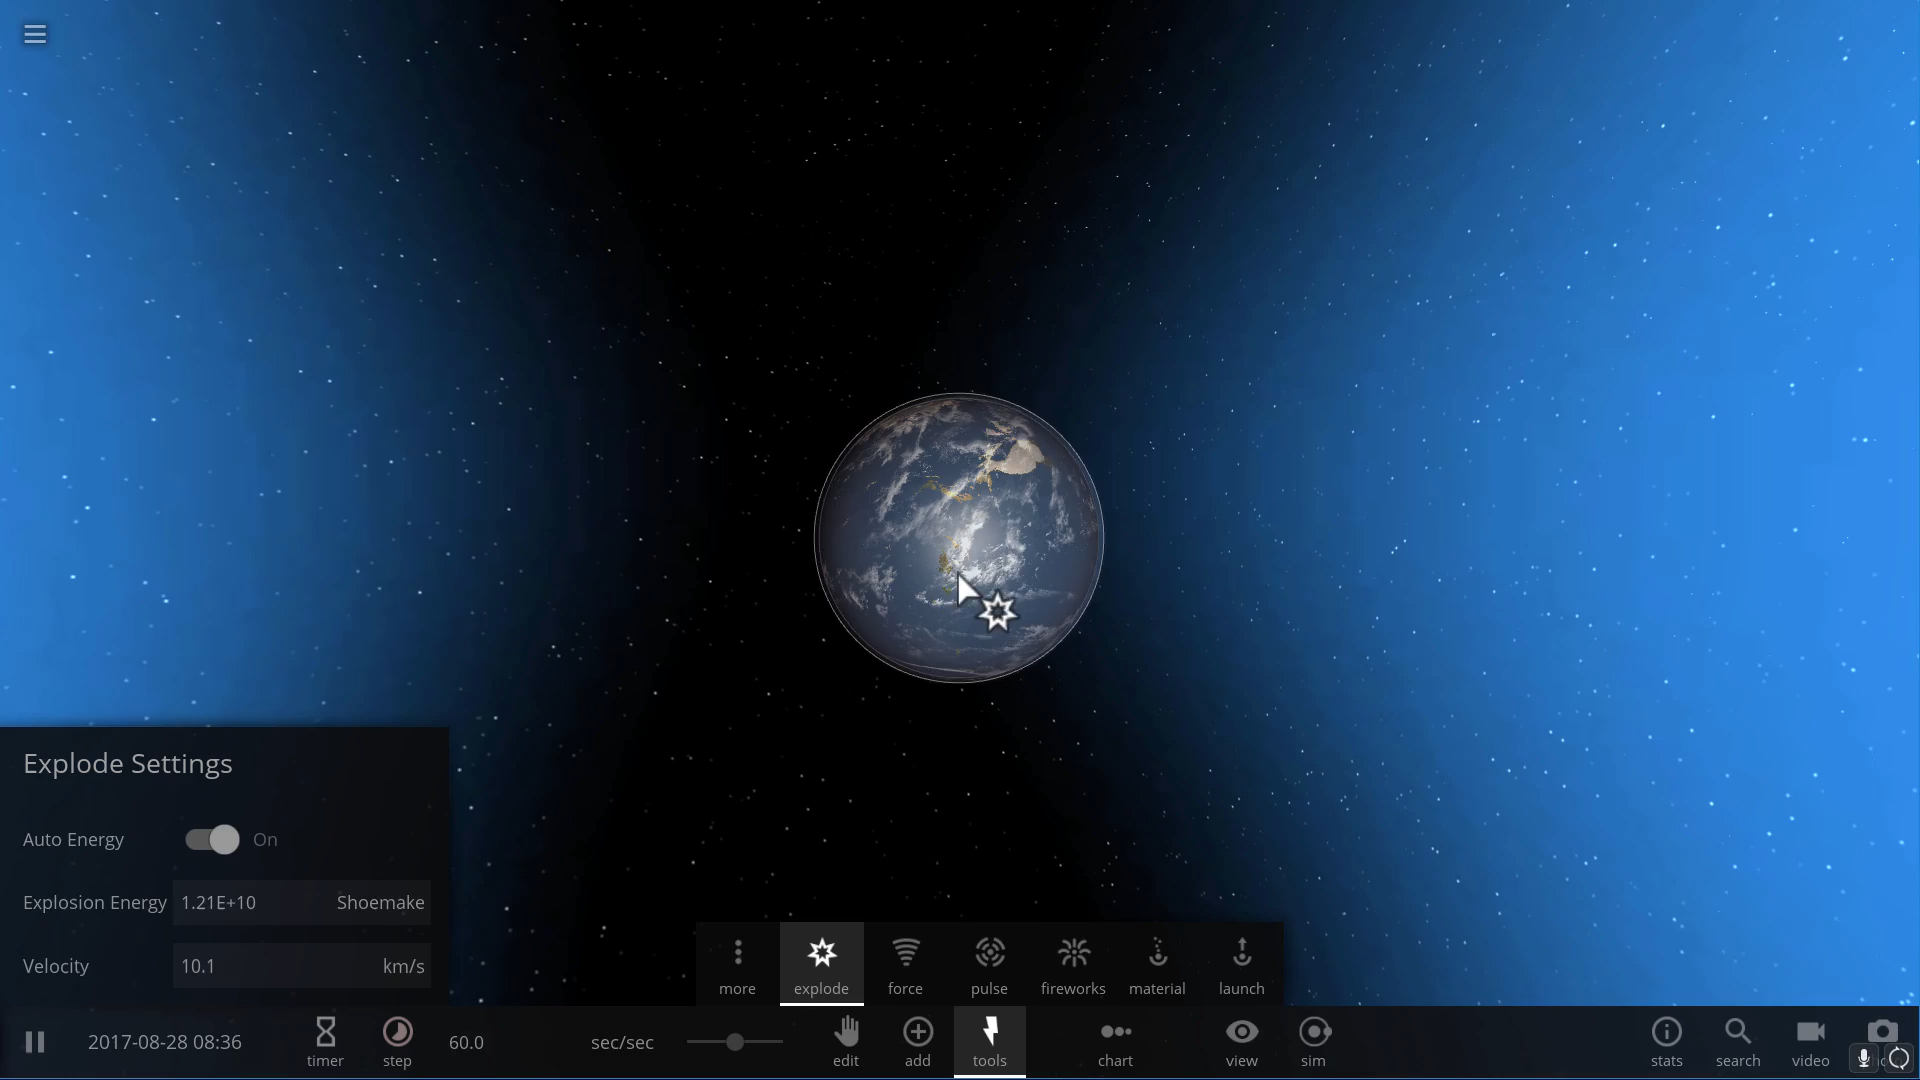 Explode Settings
Auto Energy On
Explosion Energy 1.21E+10 Shoemake
Velocity 10.1 km/s
more explode force pulse fireworks material launch
2017-08-28 08:36 timer step 60.0 sec/sec edit add tools chart view sim stats search video